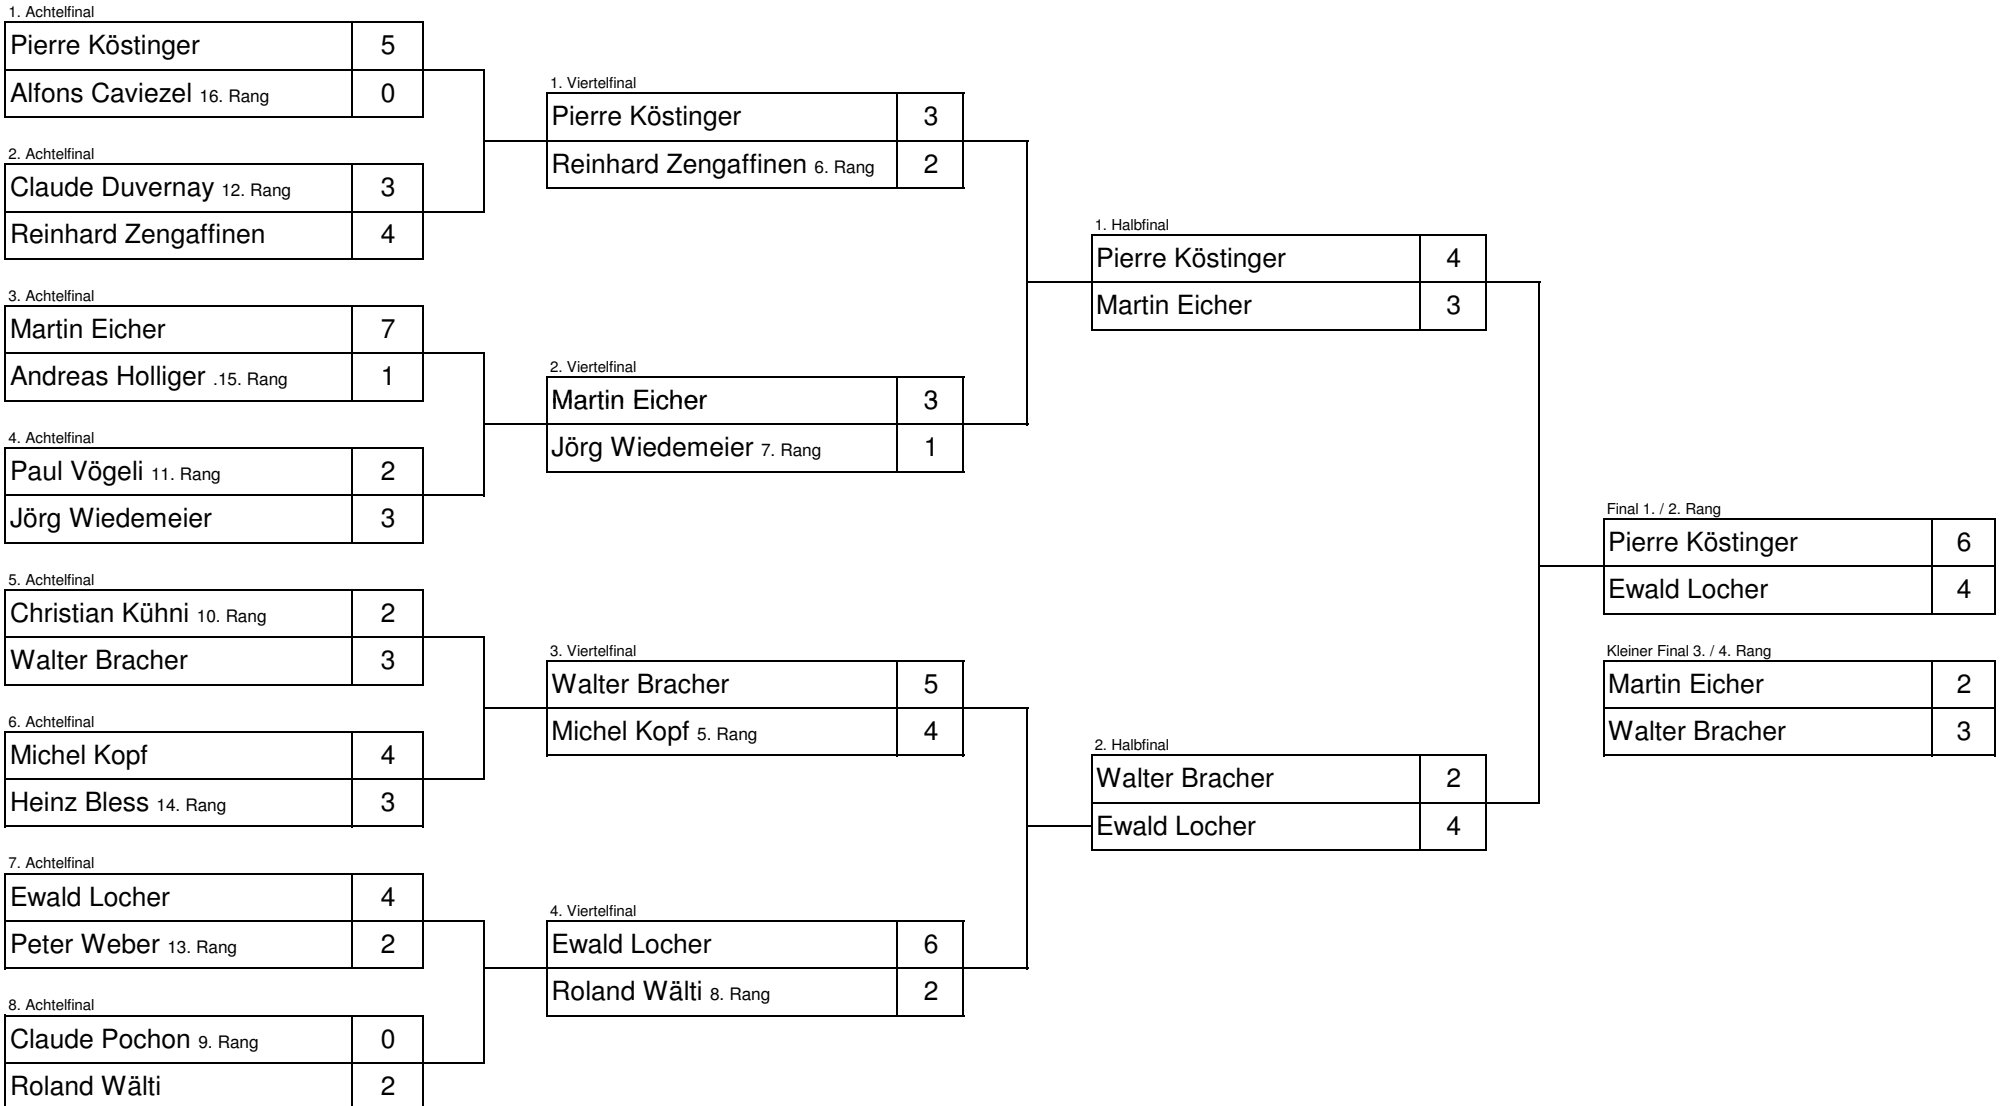 1. Achtelfinal
Pierre Köstinger 5
Alfons Caviezel 16. Rang 0
2. Achtelfinal
Claude Duvernay 12. Rang 3
Reinhard Zengaffinen 4
3. Achtelfinal
Martin Eicher 7
Andreas Holliger .15. Rang 1
4. Achtelfinal
Paul Vögeli 11. Rang 2
Jörg Wiedemeier 3
5. Achtelfinal
Christian Kühni 10. Rang 2
Walter Bracher 3
6. Achtelfinal
Michel Kopf 4
Heinz Bless 14. Rang 3
7. Achtelfinal
Ewald Locher 4
Peter Weber 13. Rang 2
8. Achtelfinal
Claude Pochon 9. Rang 0
Roland Wälti 2
1. Viertelfinal
Pierre Köstinger 3
Reinhard Zengaffinen 6. Rang 2
2. Viertelfinal
Martin Eicher 3
Jörg Wiedemeier 7. Rang 1
3. Viertelfinal
Walter Bracher 5
Michel Kopf 5. Rang 4
4. Viertelfinal
Ewald Locher 6
Roland Wälti 8. Rang 2
1. Halbfinal
Pierre Köstinger 4
Martin Eicher 3
2. Halbfinal
Walter Bracher 2
Ewald Locher 4
Final 1. / 2. Rang
Pierre Köstinger 6
Ewald Locher 4
Kleiner Final 3. / 4. Rang
Martin Eicher 2
Walter Bracher 3